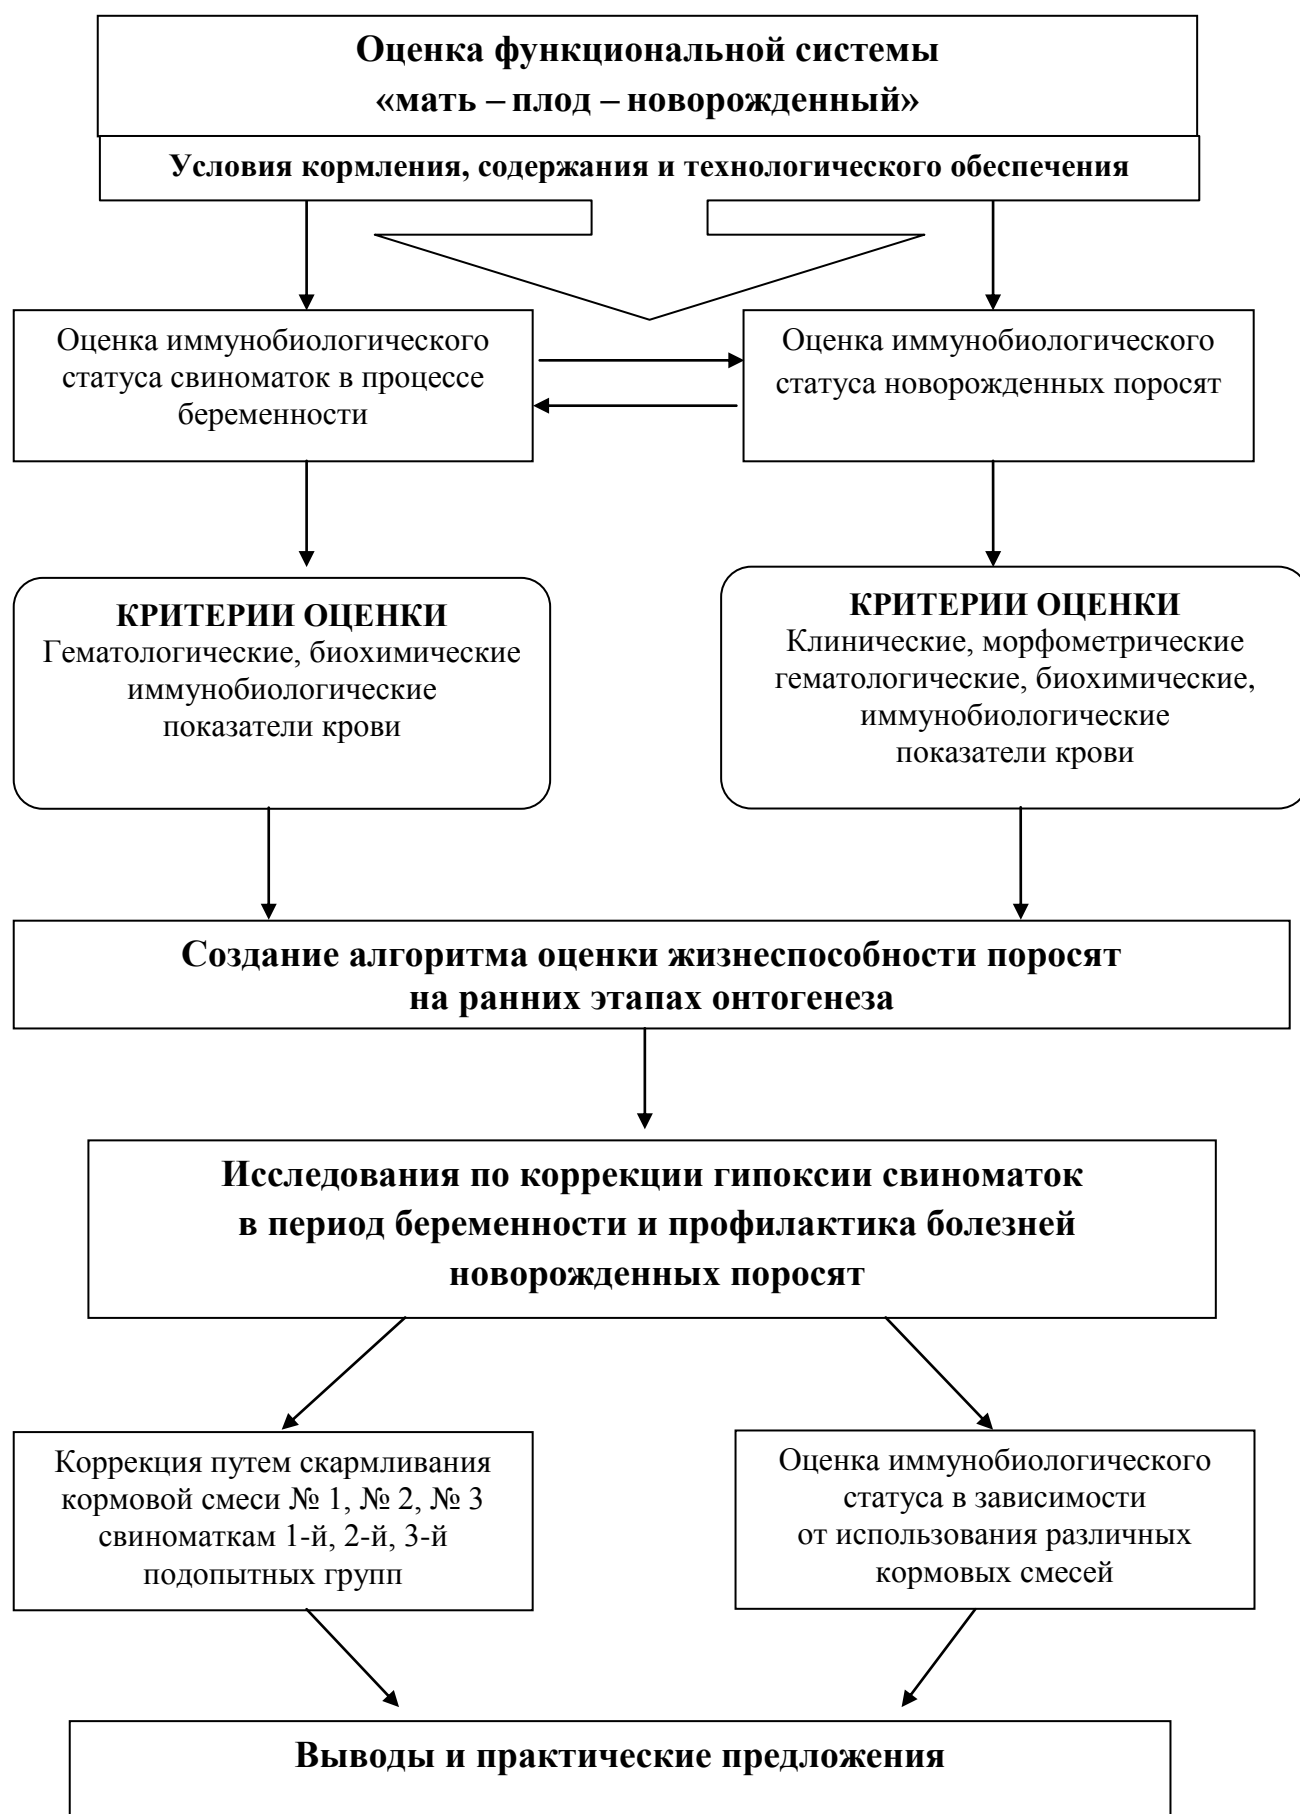 Оценка функциональной системы
«мать – плод – новорожденный»
Условия кормления, содержания и технологического обеспечения
Оценка иммунобиологического
статуса свиноматок в процессе
беременности
Оценка иммунобиологического
статуса новорожденных поросят
КРИТЕРИИ ОЦЕНКИ
Гематологические, биохимические
иммунобиологические
показатели крови
КРИТЕРИИ ОЦЕНКИ
Клинические, морфометрические
гематологические, биохимические,
иммунобиологические
показатели крови
Создание алгоритма оценки жизнеспособности поросят
на ранних этапах онтогенеза
Исследования по коррекции гипоксии свиноматок
в период беременности и профилактика болезней
новорожденных поросят
Коррекция путем скармливания
кормовой смеси № 1, № 2, № 3
свиноматкам 1-й, 2-й, 3-й
подопытных групп
Оценка иммунобиологического
статуса в зависимости
от использования различных
кормовых смесей
Выводы и практические предложения